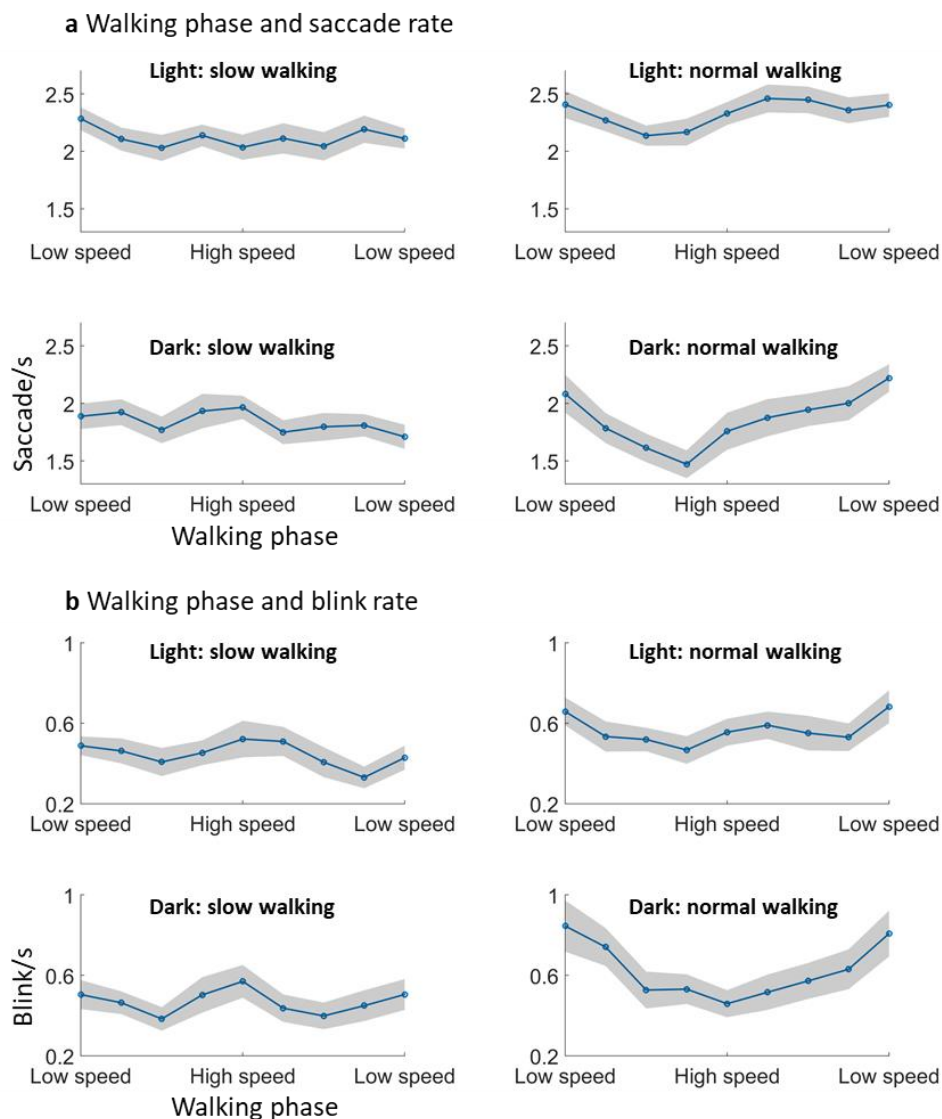 a Walking phase and saccade rate
Light: slow walking
2.5
2
1.5
Low speed High speed Low speed
Light: normal walking
2.5
2
1.5
Low speed High speed Low speed
Saccade/s
Dark: slow walking
2.5
2
1.5
Low speed High speed Low speed
Walking phase
Dark: normal walking
2.5
2
1.5
Low speed High speed Low speed
b Walking phase and blink rate
Light: slow walking
1
0.6
0.2
Low speed High speed Low speed
Light: normal walking
1
0.6
0.2
Low speed High speed Low speed
Blink/s
Dark: slow walking
1
0.6
0.2
Low speed High speed Low speed
Walking phase
Dark: normal walking
1
0.6
0.2
Low speed High speed Low speed